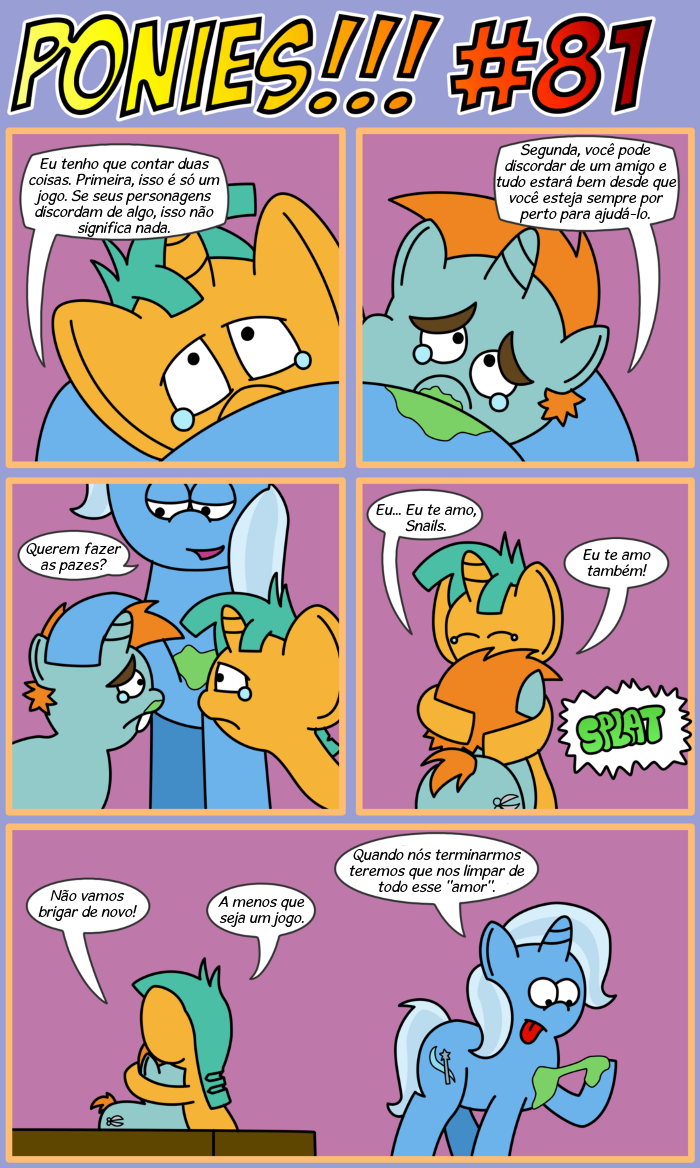 PONIES!!! #81
Eu tenho que contar duas
coisas. Primeira, isso é só um
jogo. Se seus personagens
discordam de algo, isso não
significa nada.
Segunda, você pode
discordar de um amigo e
tudo estará bem desde que
você esteja sempre por
perto para ajudá-lo.
Querem fazer
as pazes?
Eu... Eu te amo,
Snails.
Eu te amo
também!
SPLAT
Não vamos
brigar de novo!
A menos que
seja um jogo.
Quando nós terminarmos
teremos que nos limpar de
todo esse "amor".